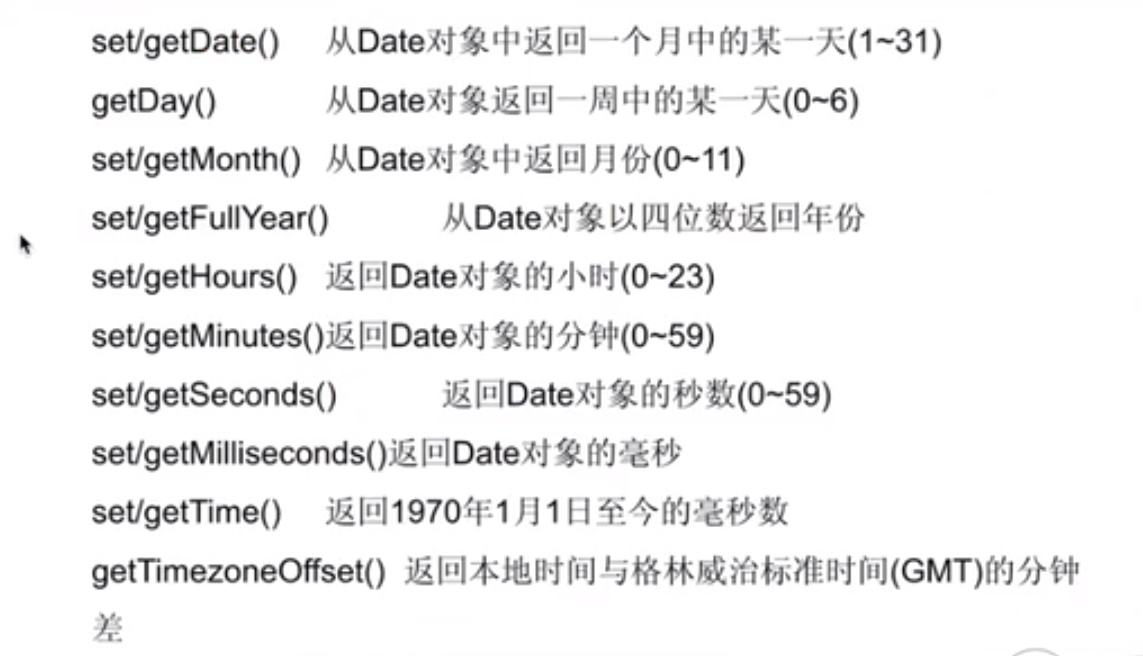 set/getDate() 从Date对象中返回一个月中的某一天(1~31)
getDay() 从Date对象返回一周中的某一天(0~6)
set/getMonth() 从Date对象中返回月份(0~11)
set/getFullYear() 从Date对象以四位数返回年份
set/getHours() 返回Date对象的小时(0~23)
set/getMinutes()返回Date对象的分钟(0~59)
set/getSeconds() 返回Date对象的秒数(0~59)
set/getMilliseconds()返回Date对象的毫秒
set/getTime() 返回1970年1月1日至今的毫秒数
getTimezoneOffset() 返回本地时间与格林威治标准时间(GMT)的分钟
差